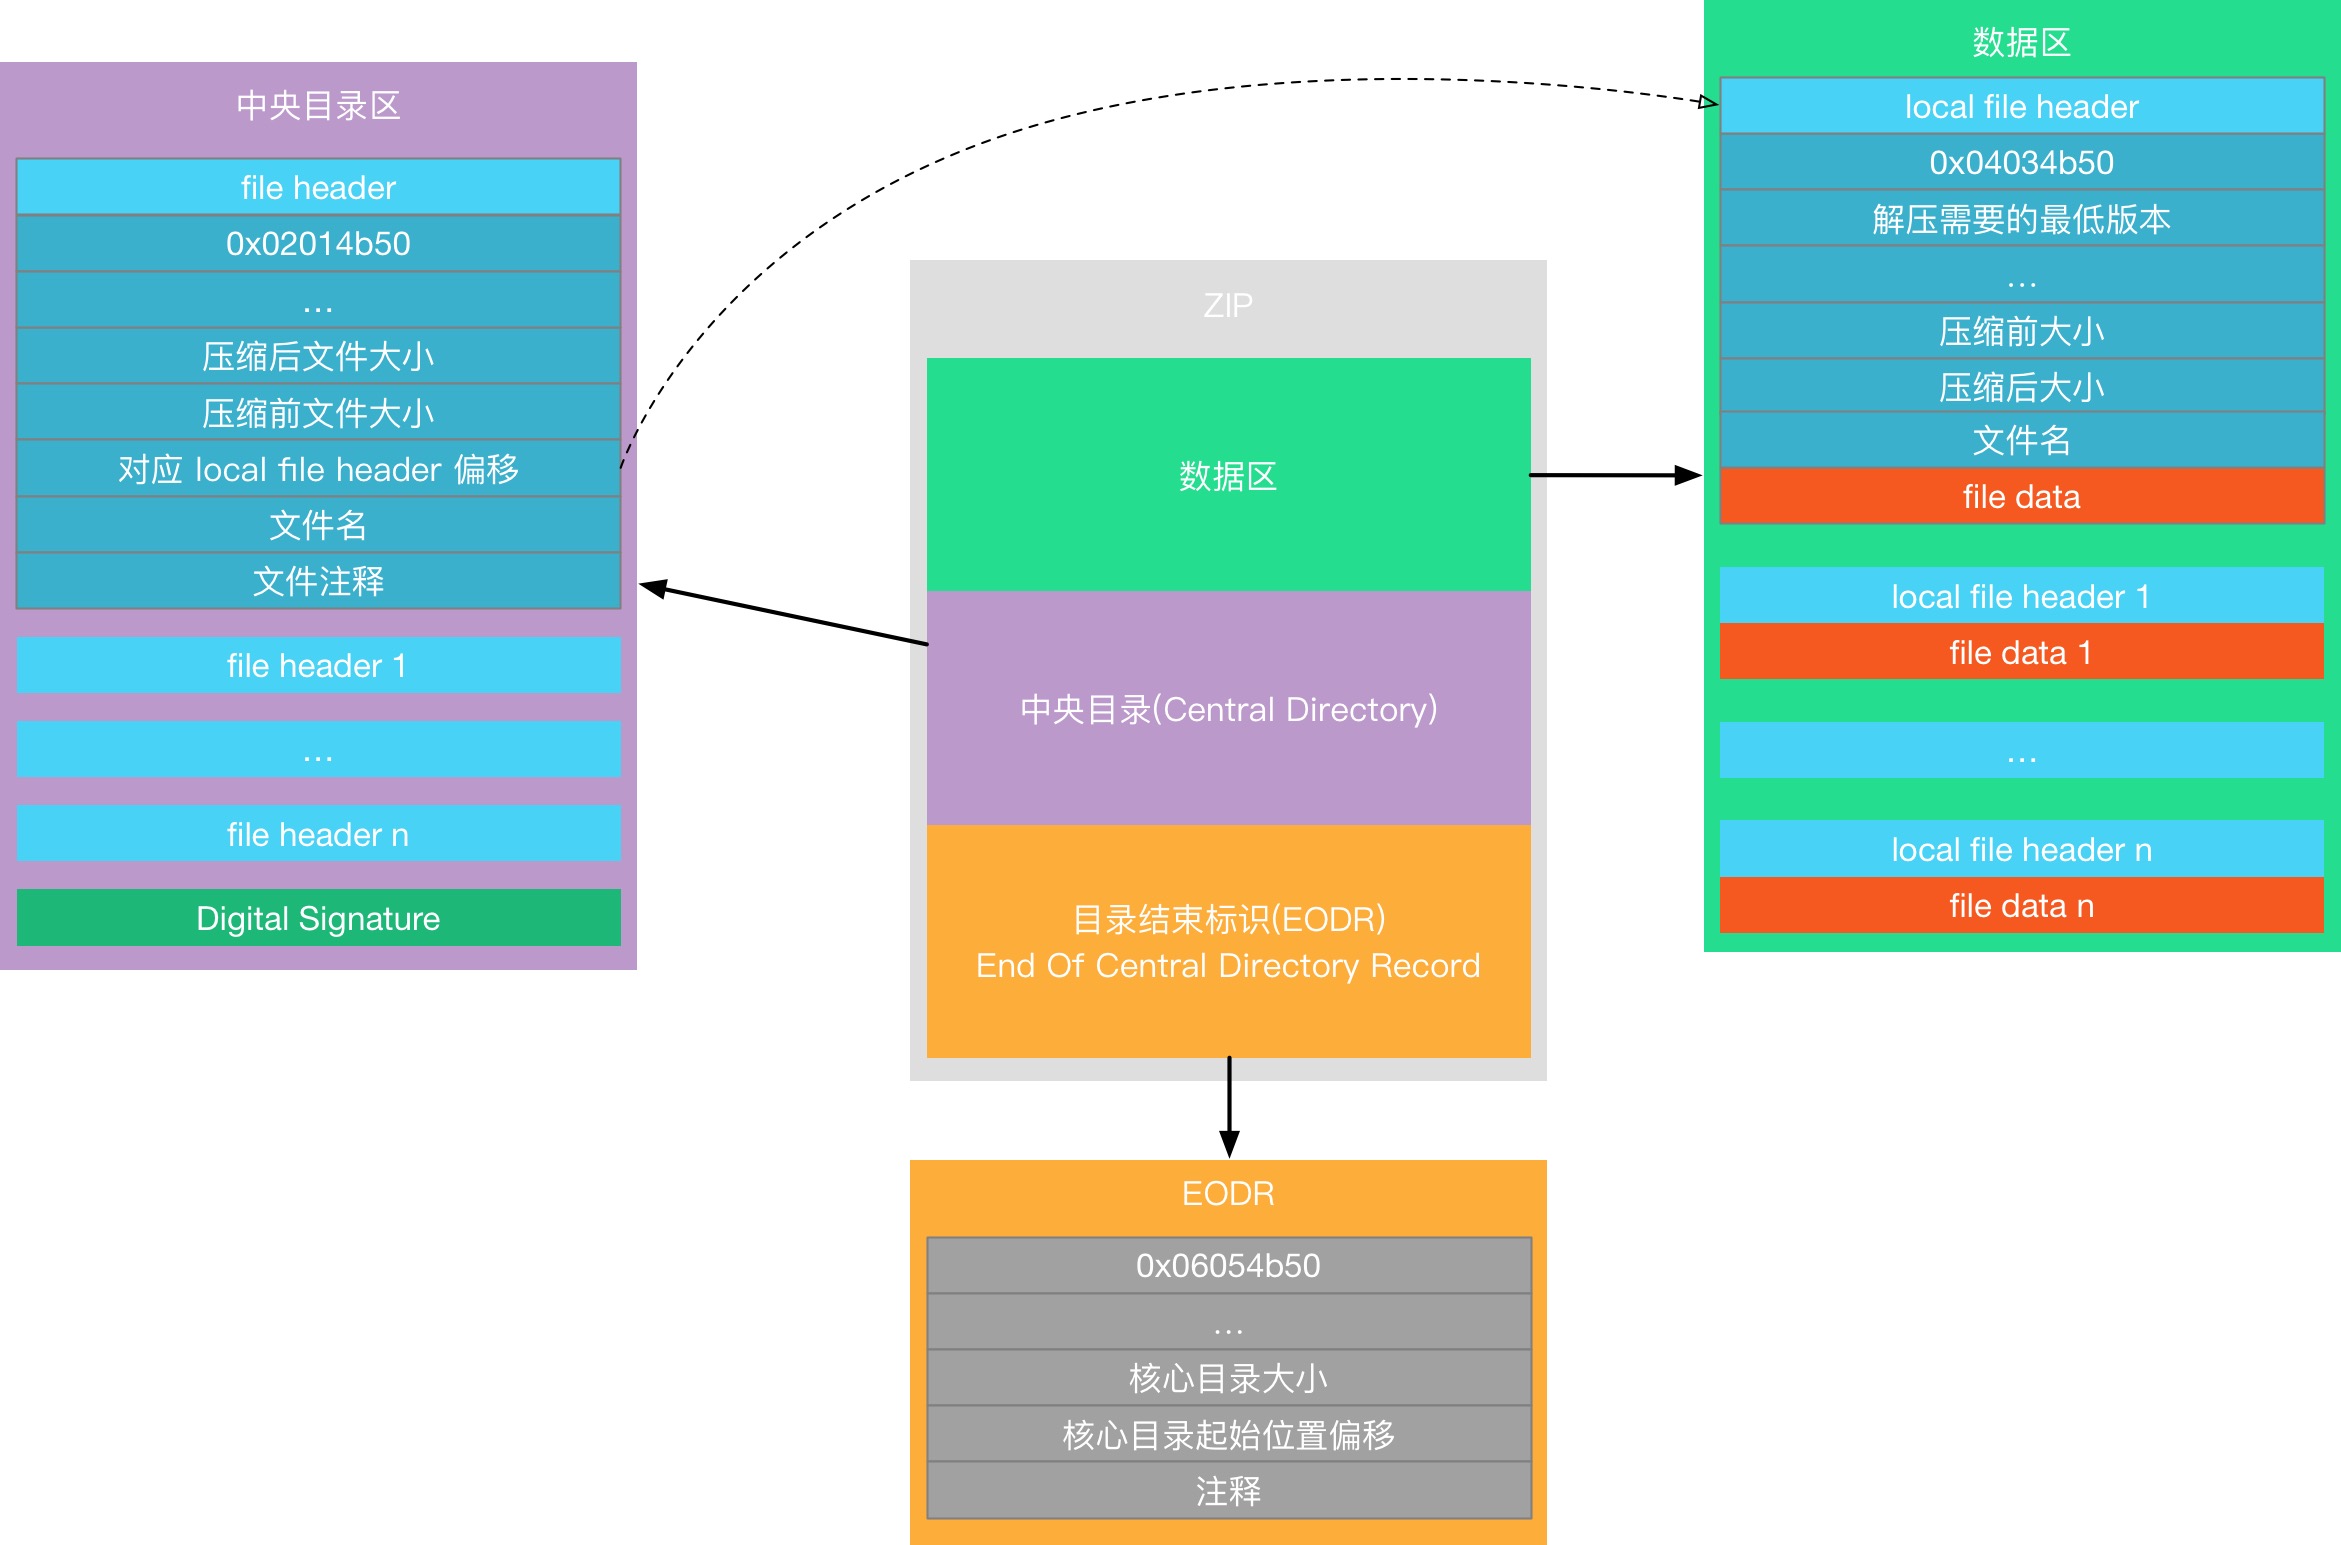 中央目录区
file header
0x02014b50
...
压缩后文件大小
压缩前文件大小
对应 local file header 偏移
文件名
文件注释
file header 1
...
file header n
Digital Signature
ZIP
数据区
中央目录(Central Directory)
目录结束标识(EODR)
End Of Central Directory Record
EODR
0x06054b50
...
核心目录大小
核心目录起始位置偏移
注释
数据区
local file header
0x04034b50
解压需要的最低版本
...
压缩前大小
压缩后大小
文件名
file data
local file header 1
file data 1
...
local file header n
file data n